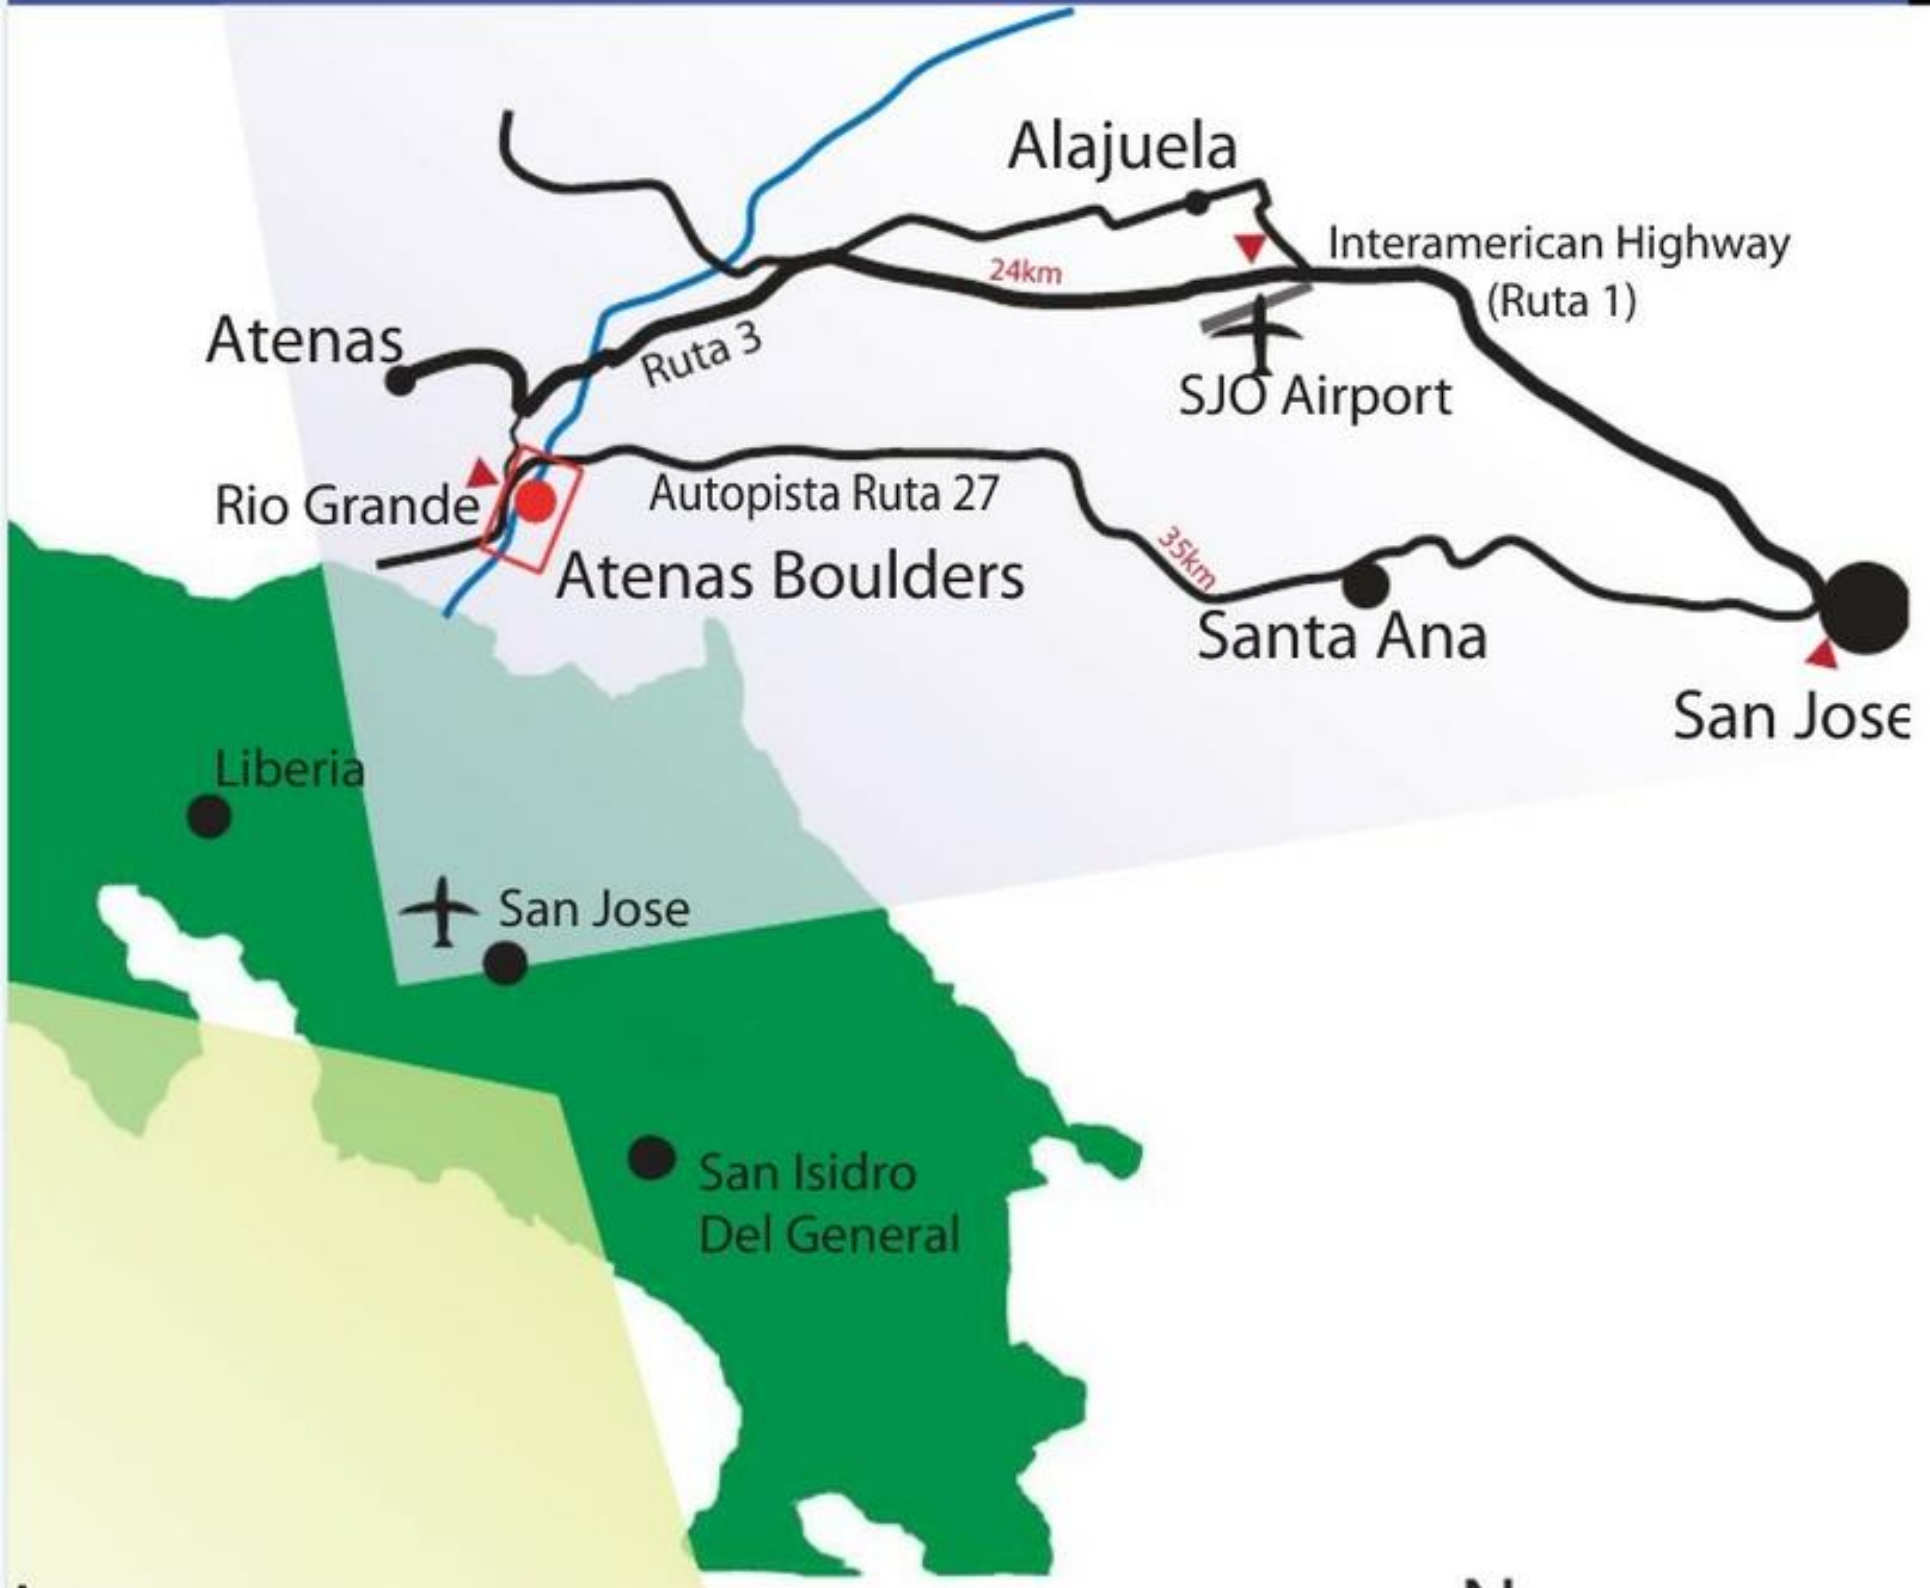 Alajuela
Interamerican Highway
(Ruta 1)
24km
Atenas
Ruta 3
SJO Airport
Rio Grande
Autopista Ruta 27
Atenas Boulders
35km
Santa Ana
San Jose
Liberia
San Jose
San Isidro
Del General